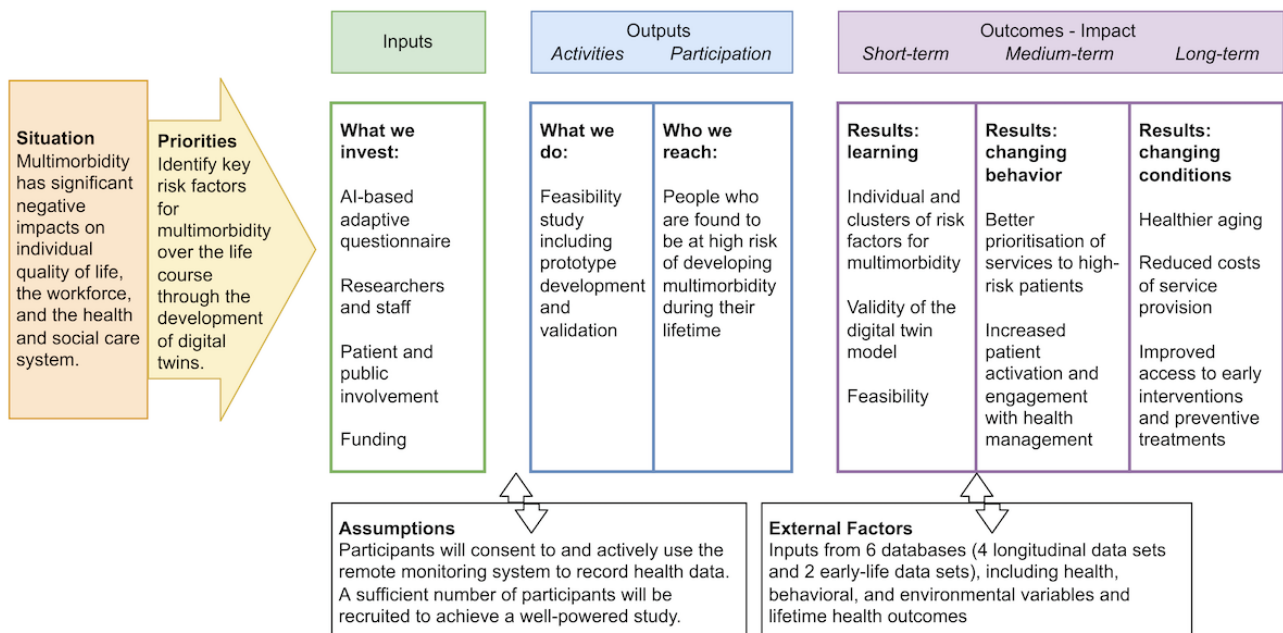 Inputs
Outputs
Activities
Participation
Outcomes - Impact
Short-term
Medium-term
Long-term
Situation
Multimorbidity
has significant
negative
impacts on
individual
quality of life,
the workforce,
and the health
and social care
system.
Priorities
Identify key
risk factors
for
multimorbidity
over the life
course
through the
development
of digital
twins.
What we
invest:
AI-based
adaptive
questionnaire
Researchers
and staff
Patient and
public
involvement
Funding
What we
do:
Feasibility
study
including
prototype
development
and
validation
Who we
reach:
People who
are found to
be at high risk
of developing
multimorbidity
during their
lifetime
Results:
learning
Individual and
clusters of risk
factors for
multimorbidity
Validity of the
digital twin
model
Feasibility
Results:
changing
behavior
Better
prioritisation of
services to high-
risk patients
Increased
patient
activation and
engagement
with health
management
Results:
changing
conditions
Healthier aging
Reduced costs
of service
provision
Improved
access to early
interventions
and preventive
treatments
Assumptions
Participants will consent to and actively use the
remote monitoring system to record health data.
A sufficient number of participants will be
recruited to achieve a well-powered study.
External Factors
Inputs from 6 databases (4 longitudinal data sets
and 2 early-life data sets), including health,
behavioral, and environmental variables and
lifetime health outcomes